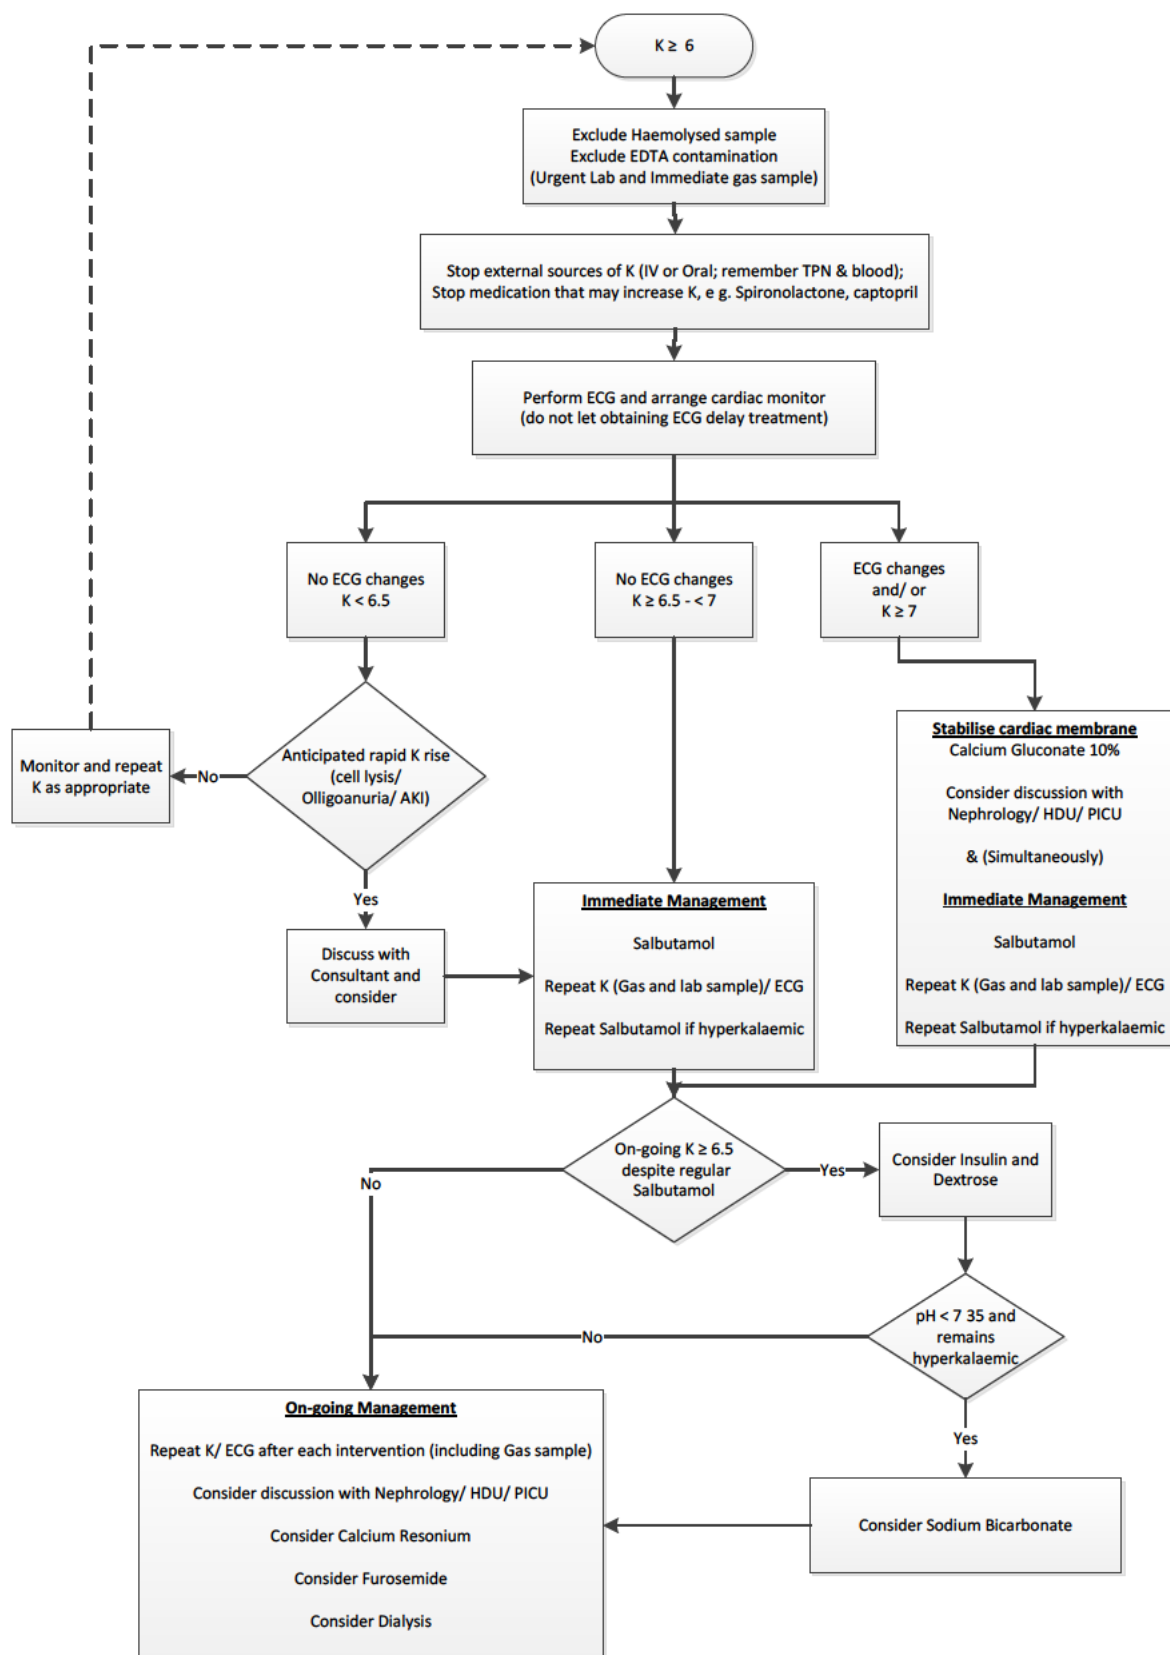 K ≥ 6
Exclude Haemolysed sample
Exclude EDTA contamination
(Urgent Lab and Immediate gas sample)
Stop external sources of K (IV or Oral; remember TPN & blood);
Stop medication that may increase K, e g. Spironolactone, captopril
Perform ECG and arrange cardiac monitor
(do not let obtaining ECG delay treatment)
No ECG changes
K < 6.5
No ECG changes
K ≥ 6.5 - < 7
ECG changes
and/ or
K ≥ 7
Anticipated rapid K rise
(cell lysis/
Olligoanuria/ AKI)
No
Monitor and repeat
K as appropriate
Yes
Discuss with
Consultant and
consider
Immediate Management
Salbutamol
Repeat K (Gas and lab sample)/ ECG
Repeat Salbutamol if hyperkalaemic
Stabilise cardiac membrane
Calcium Gluconate 10%
Consider discussion with
Nephrology/ HDU/ PICU
& (Simultaneously)
Immediate Management
Salbutamol
Repeat K (Gas and lab sample)/ ECG
Repeat Salbutamol if hyperkalaemic
On-going K ≥ 6.5
despite regular
Salbutamol
No
Yes
Consider Insulin and
Dextrose
pH < 7 35 and
remains
hyperkalaemic
No
Yes
Consider Sodium Bicarbonate
On-going Management
Repeat K/ ECG after each intervention (including Gas sample)
Consider discussion with Nephrology/ HDU/ PICU
Consider Calcium Resonium
Consider Furosemide
Consider Dialysis